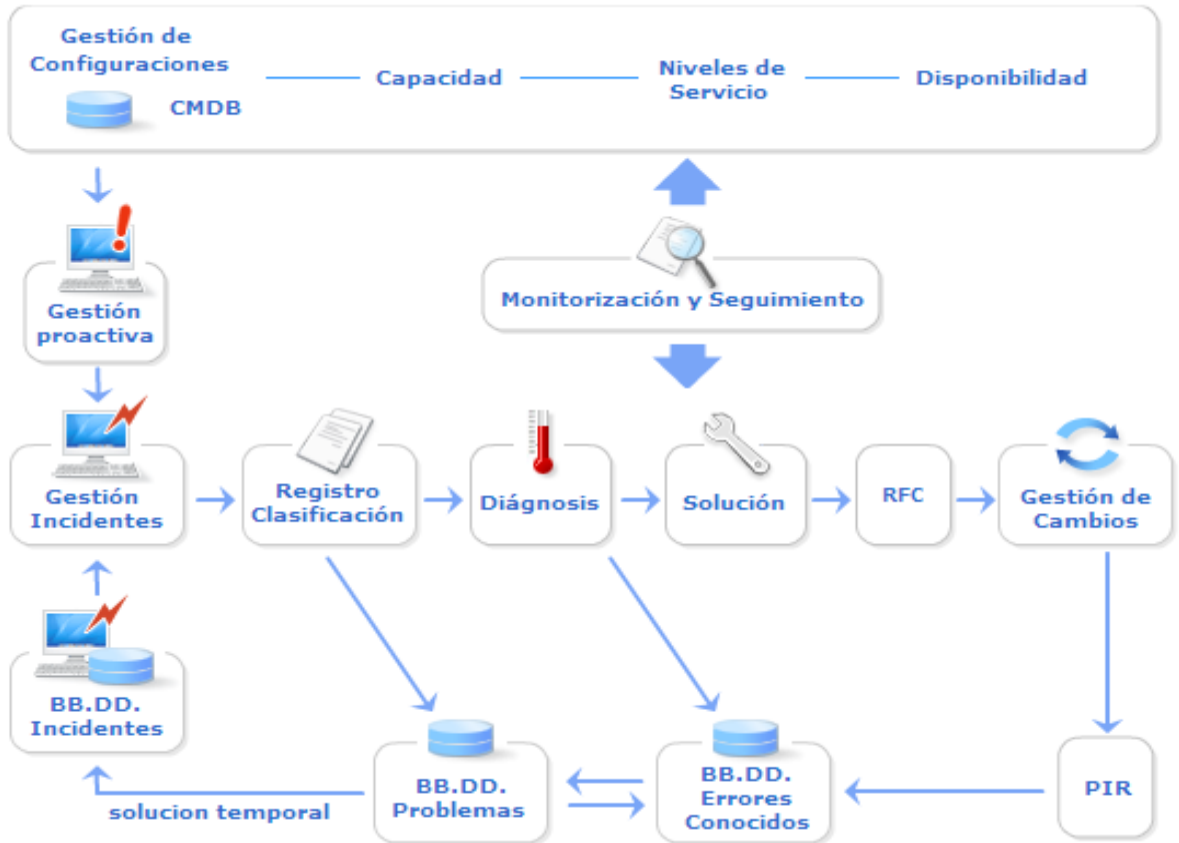 Gestión de
Configuraciones
CMDB
Capacidad
Niveles de
Servicio
Disponibilidad
Gestión
proactiva
Monitorización y Seguimiento
Gestión
Incidentes
Registro
Clasificación
Diágnosis
Solución
RFC
Gestión de
Cambios
BB.DD.
Incidentes
solucion temporal
BB.DD.
Problemas
BB.DD.
Errores
Conocidos
PIR